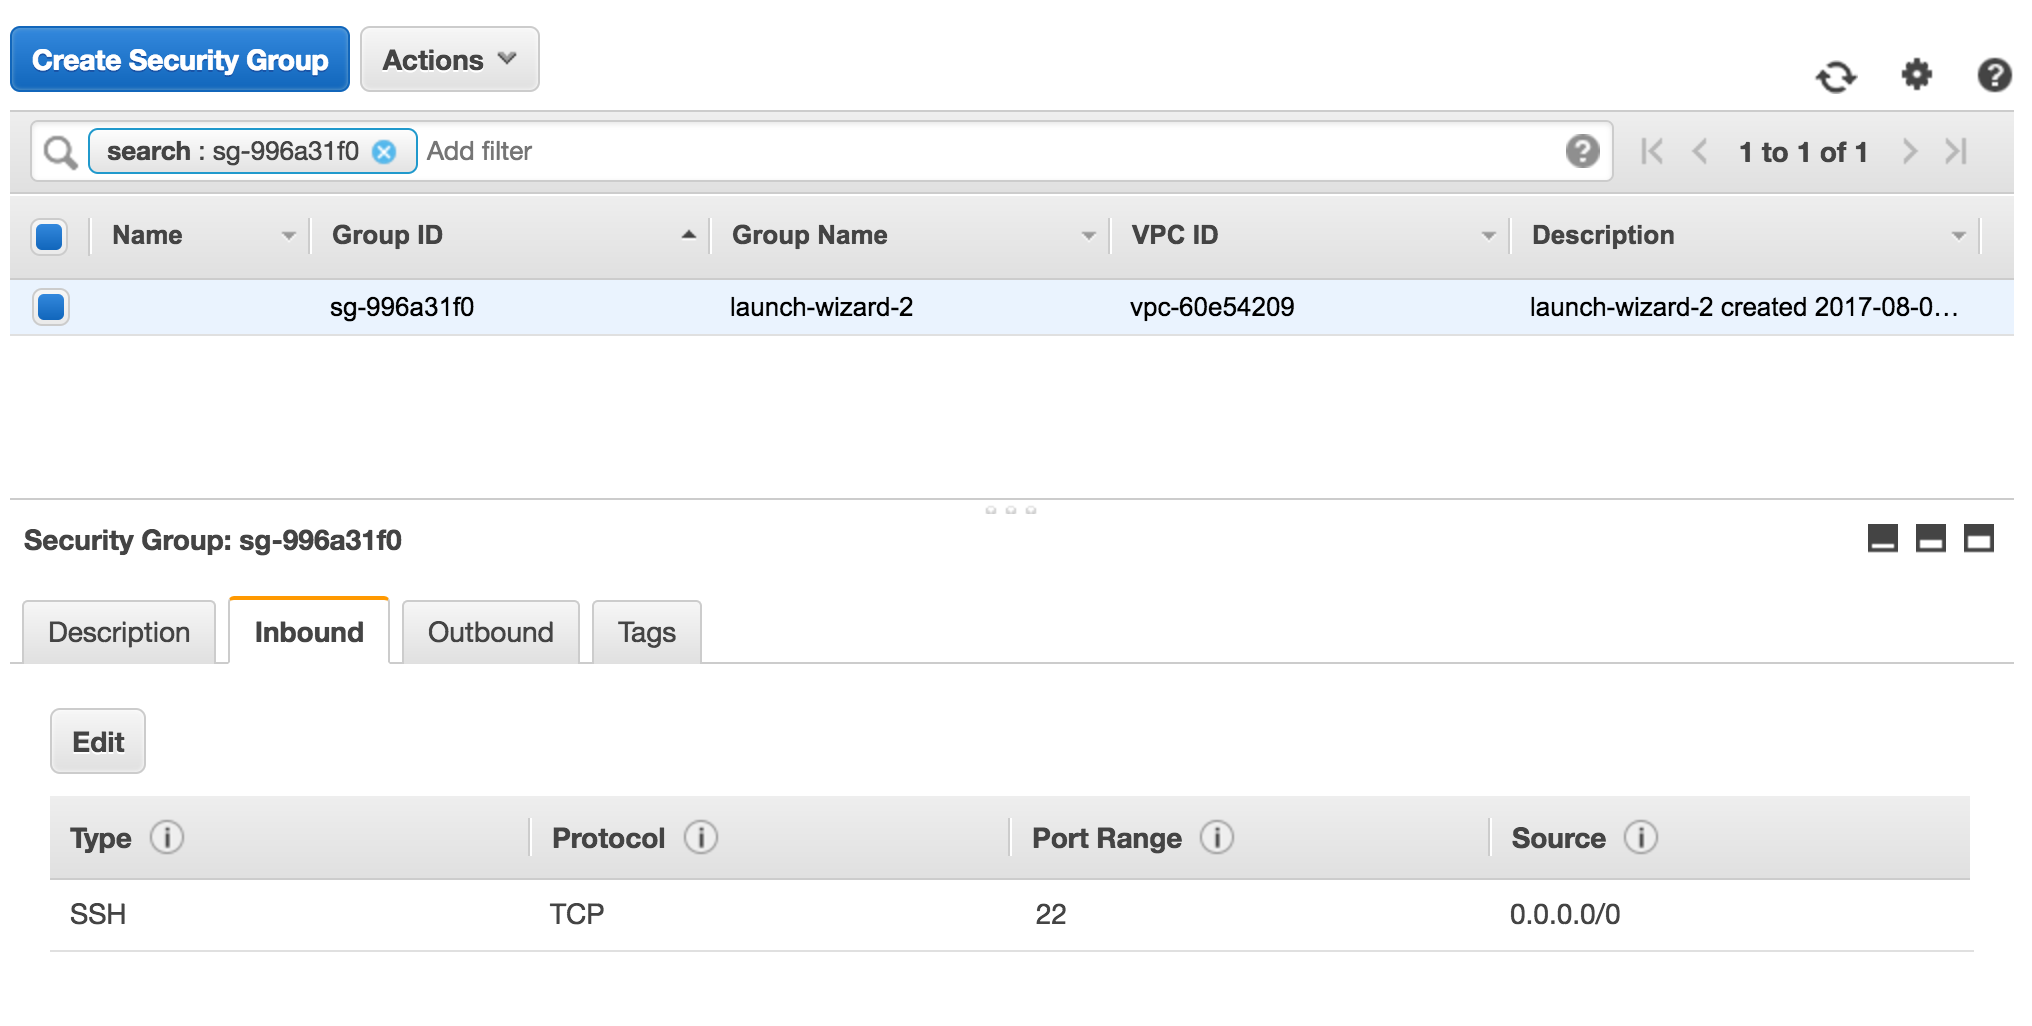 Create Security Group Actions
search : sg-996a31f0 Add filter 1 to 1 of 1
Name Group ID Group Name VPC ID Description
sg-996a31f0 launch-wizard-2 vpc-60e54209 launch-wizard-2 created 2017-08-0…
Security Group: sg-996a31f0
Description Inbound Outbound Tags
Edit
Type Protocol Port Range Source
SSH TCP 22 0.0.0.0/0